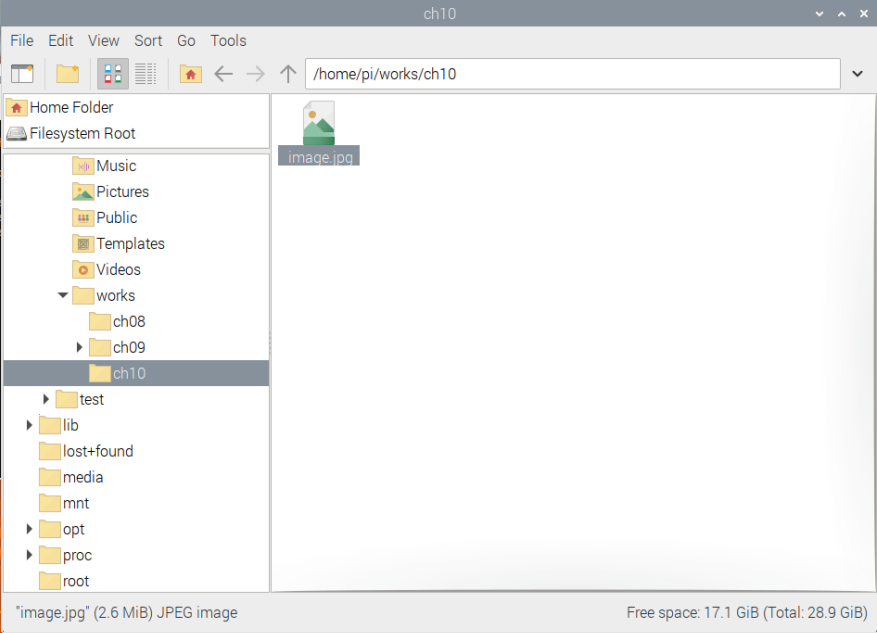 ch10
File Edit View Sort Go Tools
/home/pi/works/ch10
Home Folder
Filesystem Root
Music
Pictures
Public
Templates
Videos
works
ch08
ch09
ch10
test
lib
lost+found
media
mnt
opt
proc
root
image.jpg
"image.jpg" (2.6 MiB) JPEG image
Free space: 17.1 GiB (Total: 28.9 GiB)